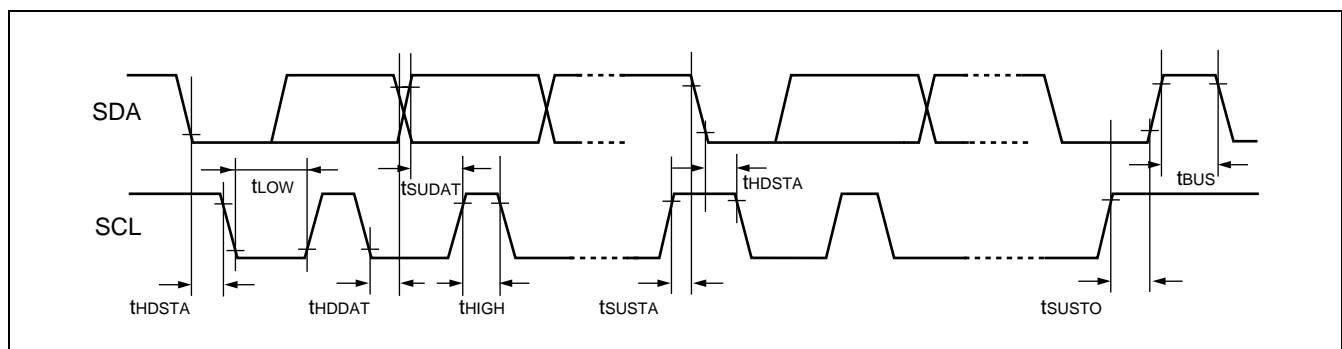 SDA
tLOW
tSUDAT
tHDSTA
tBUS
SCL
tHDSTA
tHDDAT
tHIGH
tSUSTA
tSUSTO